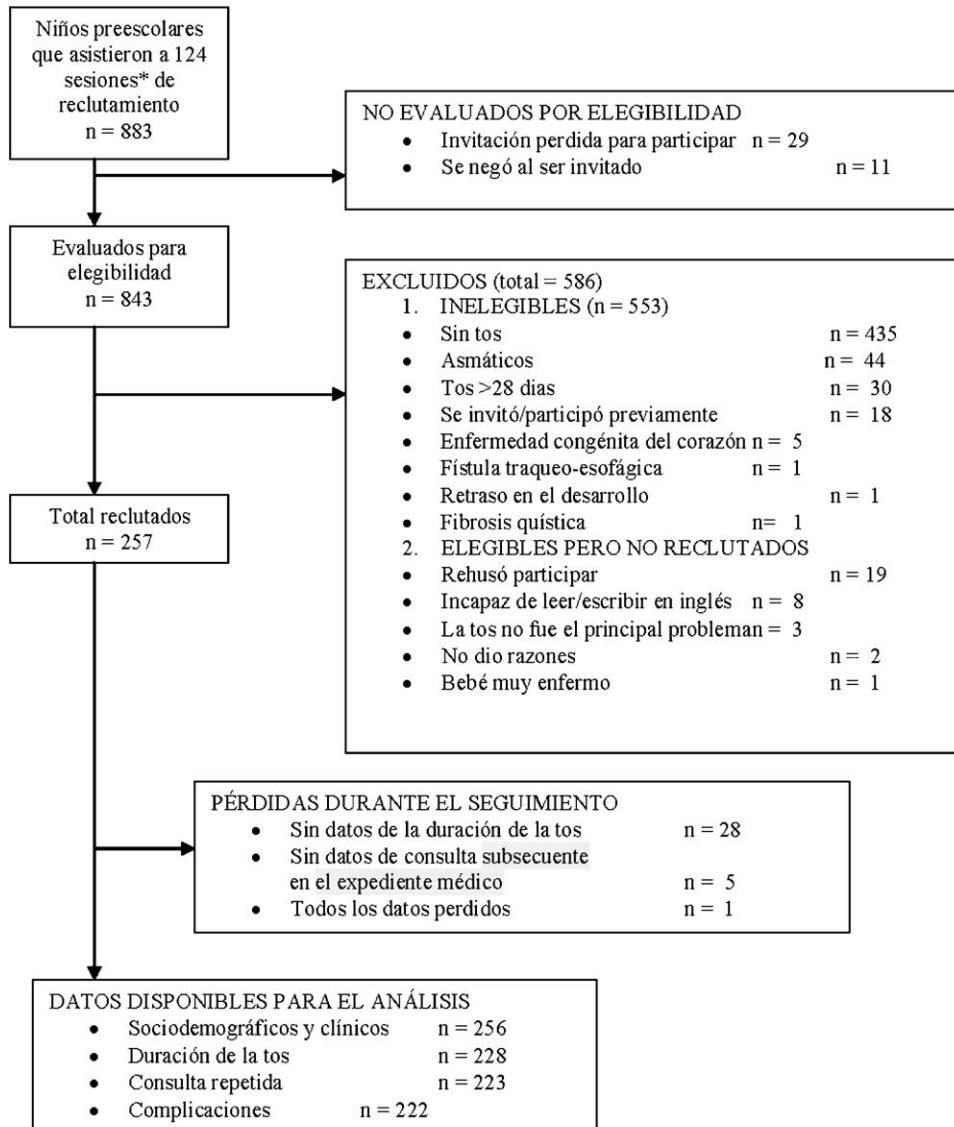 Niños preescolares
que asistieron a 124
sesiones* de
reclutamiento
n = 883
NO EVALUADOS POR ELEGIBILIDAD
• Invitación perdida para participar n = 29
• Se negó al ser invitado n = 11
Evaluados para
elegibilidad
n = 843
EXCLUIDOS (total = 586)
1. INELEGIBLES (n = 553)
• Sin tos n = 435
• Asmáticos n = 44
• Tos >28 dias n = 30
• Se invitó/participó previamente n = 18
• Enfermedad congénita del corazón n = 5
• Fístula traqueo-esofágica n = 1
• Retraso en el desarrollo n = 1
• Fibrosis quística n= 1
2. ELEGIBLES PERO NO RECLUTADOS
• Rehusó participar n = 19
• Incapaz de leer/escribir en inglés n = 8
• La tos no fue el principal probleman = 3
• No dio razones n = 2
• Bebé muy enfermo n = 1
Total reclutados
n = 257
PÉRDIDAS DURANTE EL SEGUIMIENTO
• Sin datos de la duración de la tos n = 28
• Sin datos de consulta subsecuente
en el expediente médico n = 5
• Todos los datos perdidos n = 1
DATOS DISPONIBLES PARA EL ANÁLISIS
• Sociodemográficos y clínicos n = 256
• Duración de la tos n = 228
• Consulta repetida n = 223
• Complicaciones n = 222